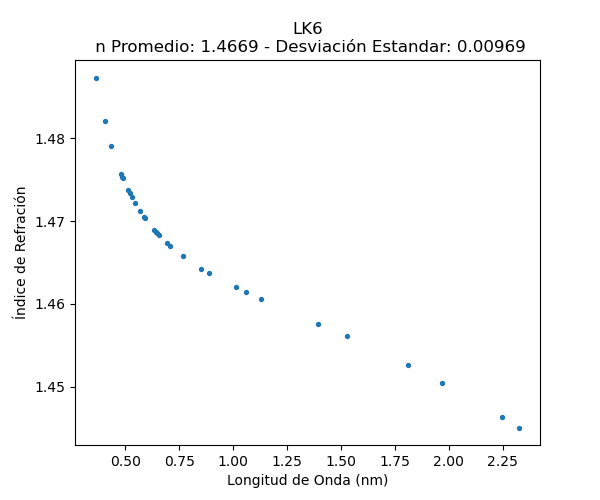 LK6
n Promedio: 1.4669 - Desviación Estandar: 0.00969
1.48
1.47
1.46
1.45
Índice de Refración
0.50 0.75 1.00 1.25 1.50 1.75 2.00 2.25
Longitud de Onda (nm)